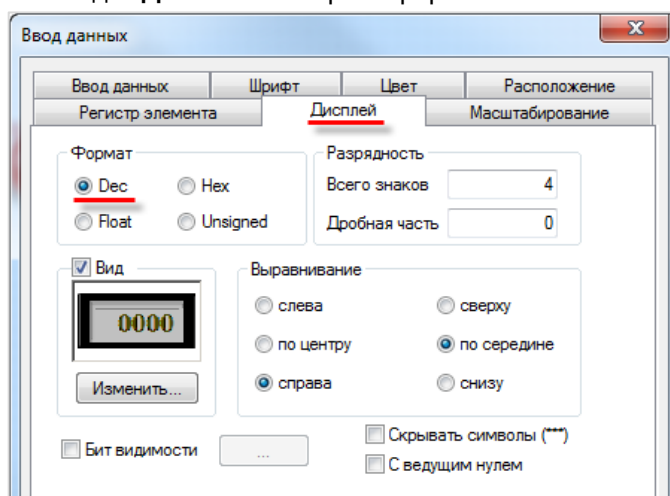 Ввод данных
Ввод данных Шрифт Цвет Расположение
Регистр элемента Дисплей Масштабирование
Формат
Dec Hex
Float Unsigned
Разрядность
Всего знаков 4
Дробная часть 0
Вид
0000
Изменить...
Выравнивание
слева сверху
по центру по середине
справа снизу
Бит видимости ...
Скрывать символы (***)
С ведущим нулем